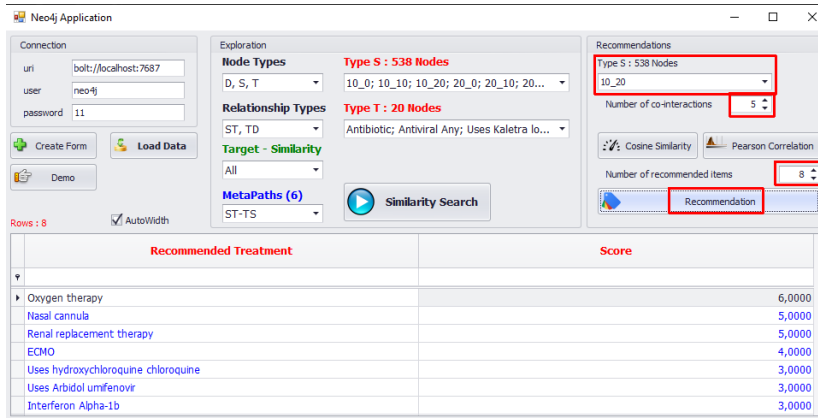 Neo4j Application
Connection
uri bolt://localhost:7687
user neo4j
password 11
Create Form
Load Data
Demo
Rows : 8
AutoWidth
Exploration
Node Types
D, S, T
Relationship Types
ST, TD
Target - Similarity
All
MetaPaths (6)
ST-TS
Type S : 538 Nodes
10_0; 10_10; 10_20; 20_0; 20_10; 20...
Type T : 20 Nodes
Antibiotic; Antiviral Any; Uses Kaletra lo...
Similarity Search
Recommendations
Type S : 538 Nodes
10_20
Number of co-interactions 5
Cosine Similarity
Pearson Correlation
Number of recommended items 8
Recommendation
Recommended Treatment Score
Oxygen therapy 6,0000
Nasal cannula 5,0000
Renal replacement therapy 5,0000
ECMO 4,0000
Uses hydroxychloroquine chloroquine 3,0000
Uses Arbidol umifenovir 3,0000
Interferon Alpha-1b 3,0000